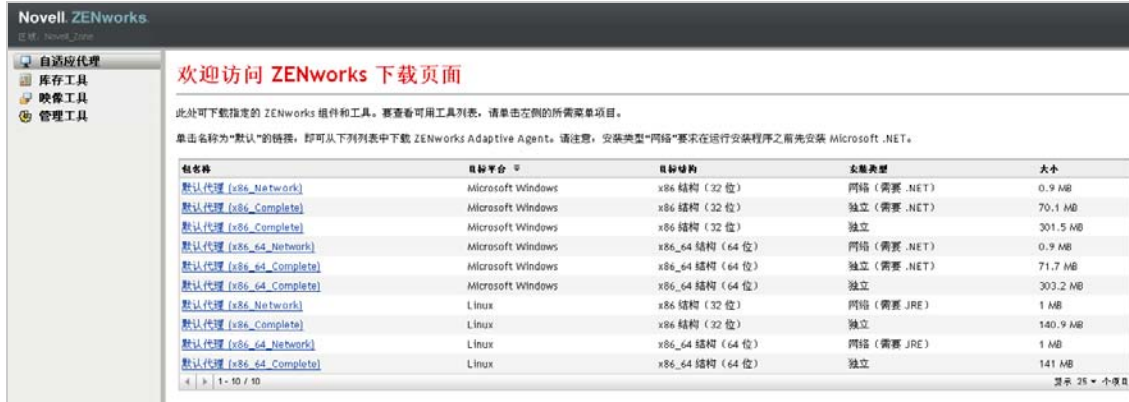 Novell ZENworks.
区域: Novell_Zone
自适应代理
库存工具
映像工具
管理工具
欢迎访问 ZENworks 下载页面
此处可下载指定的 ZENworks 组件和工具。要查看可用工具列表，请单击左侧的所需菜单项目。
单击名称为“默认”的链接，即可从下列列表中下载 ZENworks Adaptive Agent。请注意，安装类型“网络”要求在运行安装程序之前先安装 Microsoft .NET。
包名称 目标平台 目标结构 安装类型 大小
默认代理 (x86_Network) Microsoft Windows x86 结构（32 位） 网络（需要 .NET） 0.9 MB
默认代理 (x86_Complete) Microsoft Windows x86 结构（32 位） 独立（需要 .NET） 70.1 MB
默认代理 (x86_Complete) Microsoft Windows x86 结构（32 位） 独立 301.5 MB
默认代理 (x86_64_Network) Microsoft Windows x86_64 结构（64 位） 网络（需要 .NET） 0.9 MB
默认代理 (x86_64_Complete) Microsoft Windows x86_64 结构（64 位） 独立（需要 .NET） 71.7 MB
默认代理 (x86_64_Complete) Microsoft Windows x86_64 结构（64 位） 独立 303.2 MB
默认代理 (x86_Network) Linux x86 结构（32 位） 网络（需要 JRE） 1 MB
默认代理 (x86_Complete) Linux x86 结构（32 位） 独立 140.9 MB
默认代理 (x86_64_Network) Linux x86_64 结构（64 位） 网络（需要 JRE） 1 MB
默认代理 (x86_64_Complete) Linux x86_64 结构（64 位） 独立 141 MB
1 - 10 / 10 显示 25 个项目